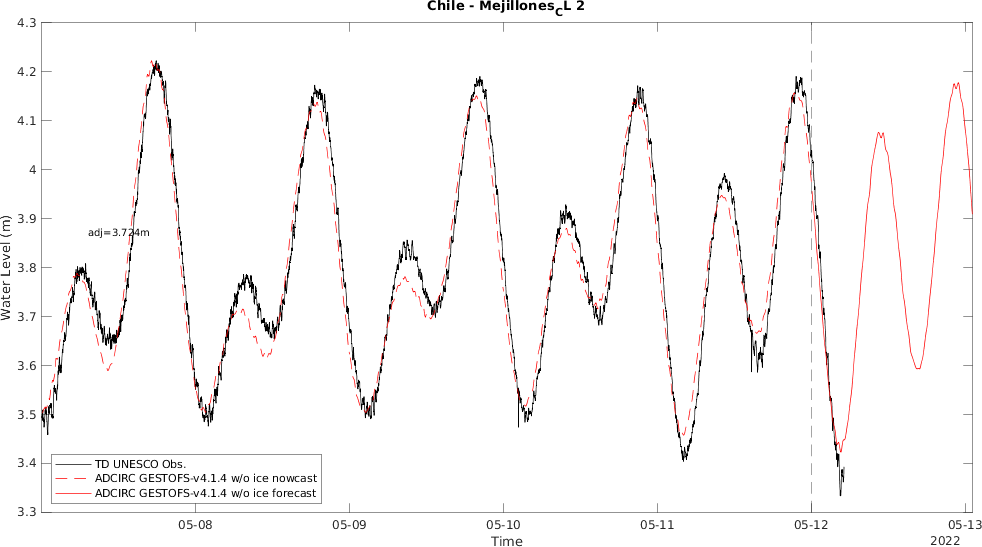 Chile - Mejillones_CL 2
4.3
4.2
4.1
4
3.9
3.8
3.7
3.6
3.5
3.4
3.3
Water Level (m)
adj=3.724m
TD UNESCO Obs.
ADCIRC GESTOFS-v4.1.4 w/o ice nowcast
ADCIRC GESTOFS-v4.1.4 w/o ice forecast
05-08
05-09
05-10
05-11
05-12
05-13
Time
2022